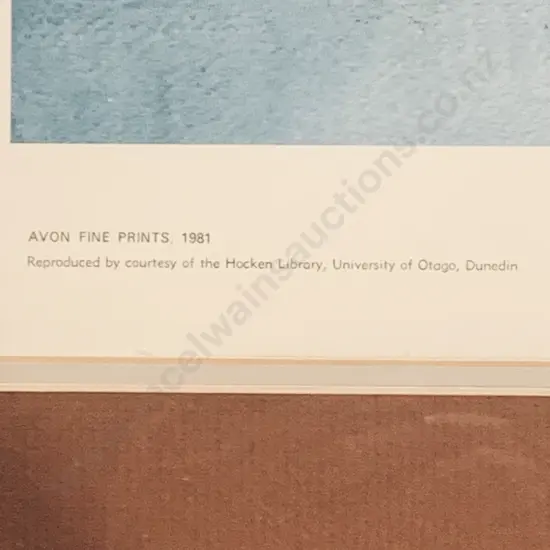 AVON FINE PRINTS, 1981
Reproduced by courtesy of the Hocken Library, University of Otago, Dunedin